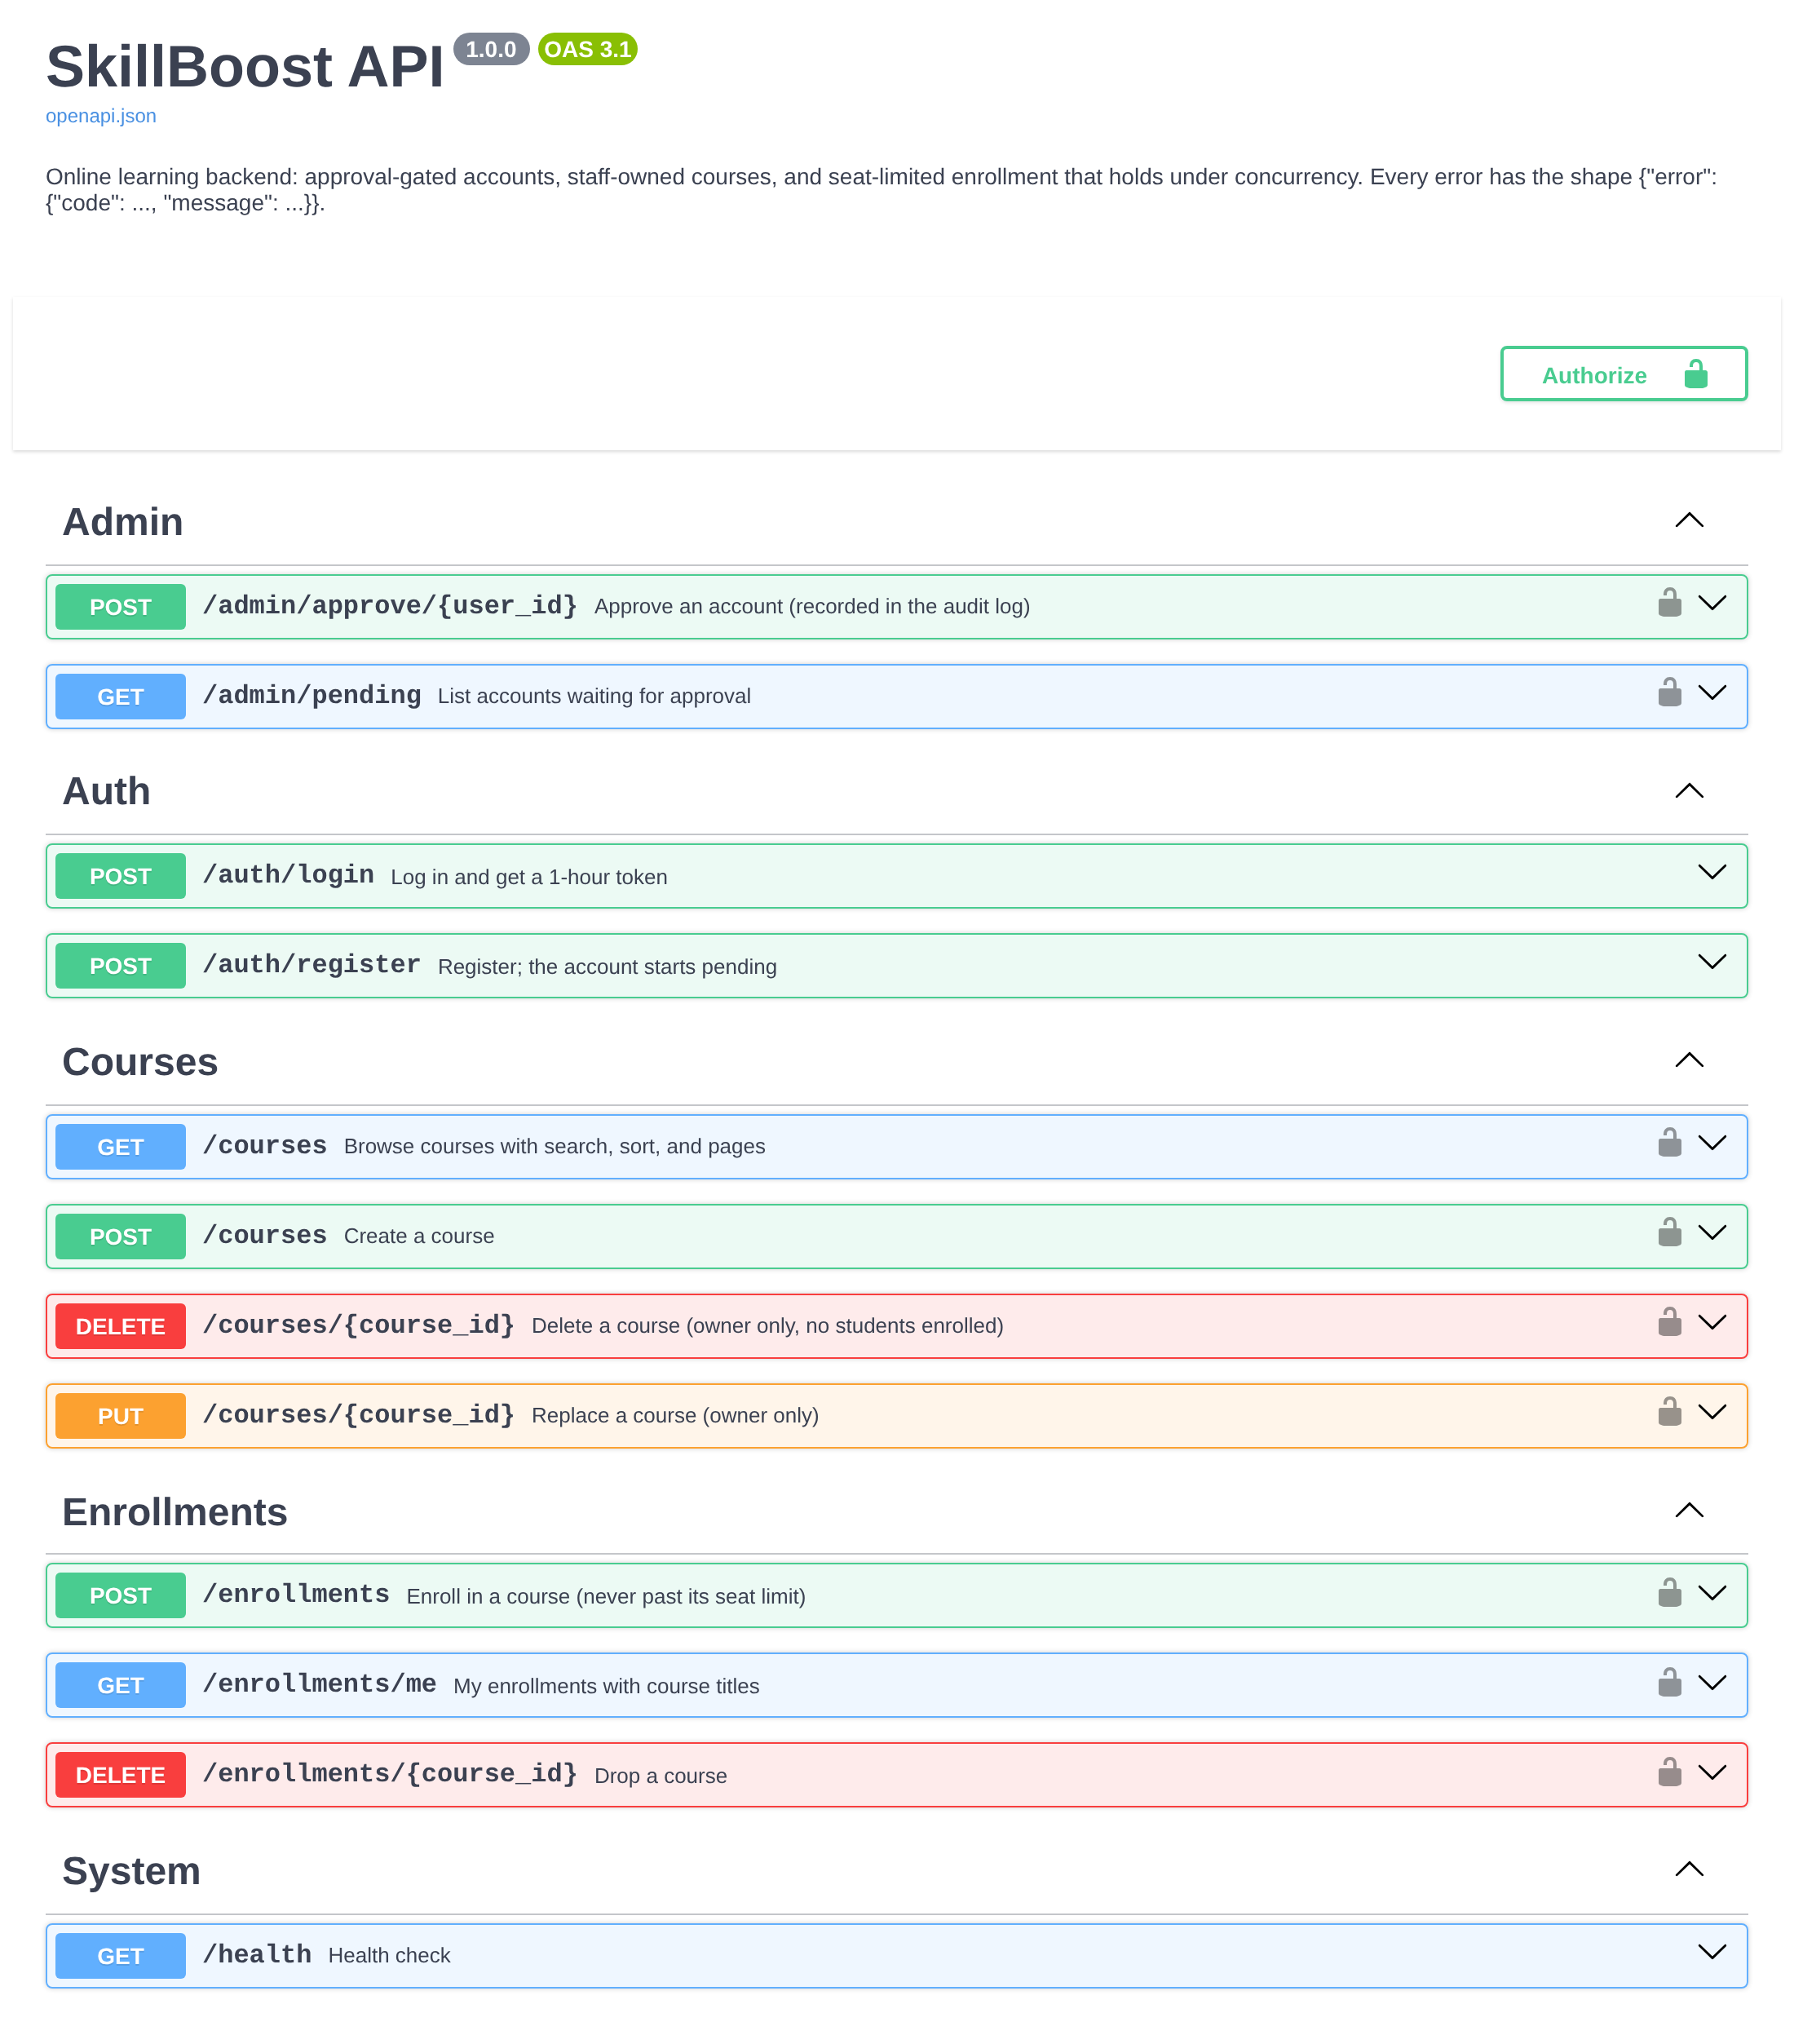 SkillBoost API 1.0.0 OAS 3.1
openapi.json
Online learning backend: approval-gated accounts, staff-owned courses, and seat-limited enrollment that holds under concurrency. Every error has the shape {"error":
{"code": ..., "message": ...}}.
Authorize
Admin
POST /admin/approve/{user_id} Approve an account (recorded in the audit log)
GET /admin/pending List accounts waiting for approval
Auth
POST /auth/login Log in and get a 1-hour token
POST /auth/register Register; the account starts pending
Courses
GET /courses Browse courses with search, sort, and pages
POST /courses Create a course
DELETE /courses/{course_id} Delete a course (owner only, no students enrolled)
PUT /courses/{course_id} Replace a course (owner only)
Enrollments
POST /enrollments Enroll in a course (never past its seat limit)
GET /enrollments/me My enrollments with course titles
DELETE /enrollments/{course_id} Drop a course
System
GET /health Health check